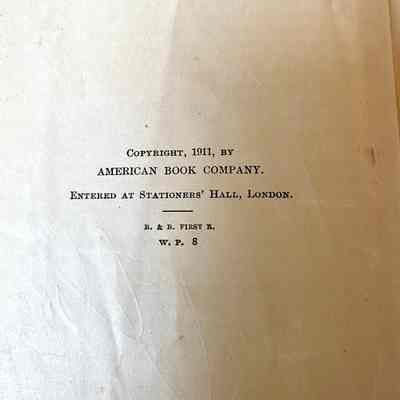 Copyright, 1911, by
AMERICAN BOOK COMPANY.
Entered at Stationers' Hall, London.
B. & B. FIRST R.
W. P. 8